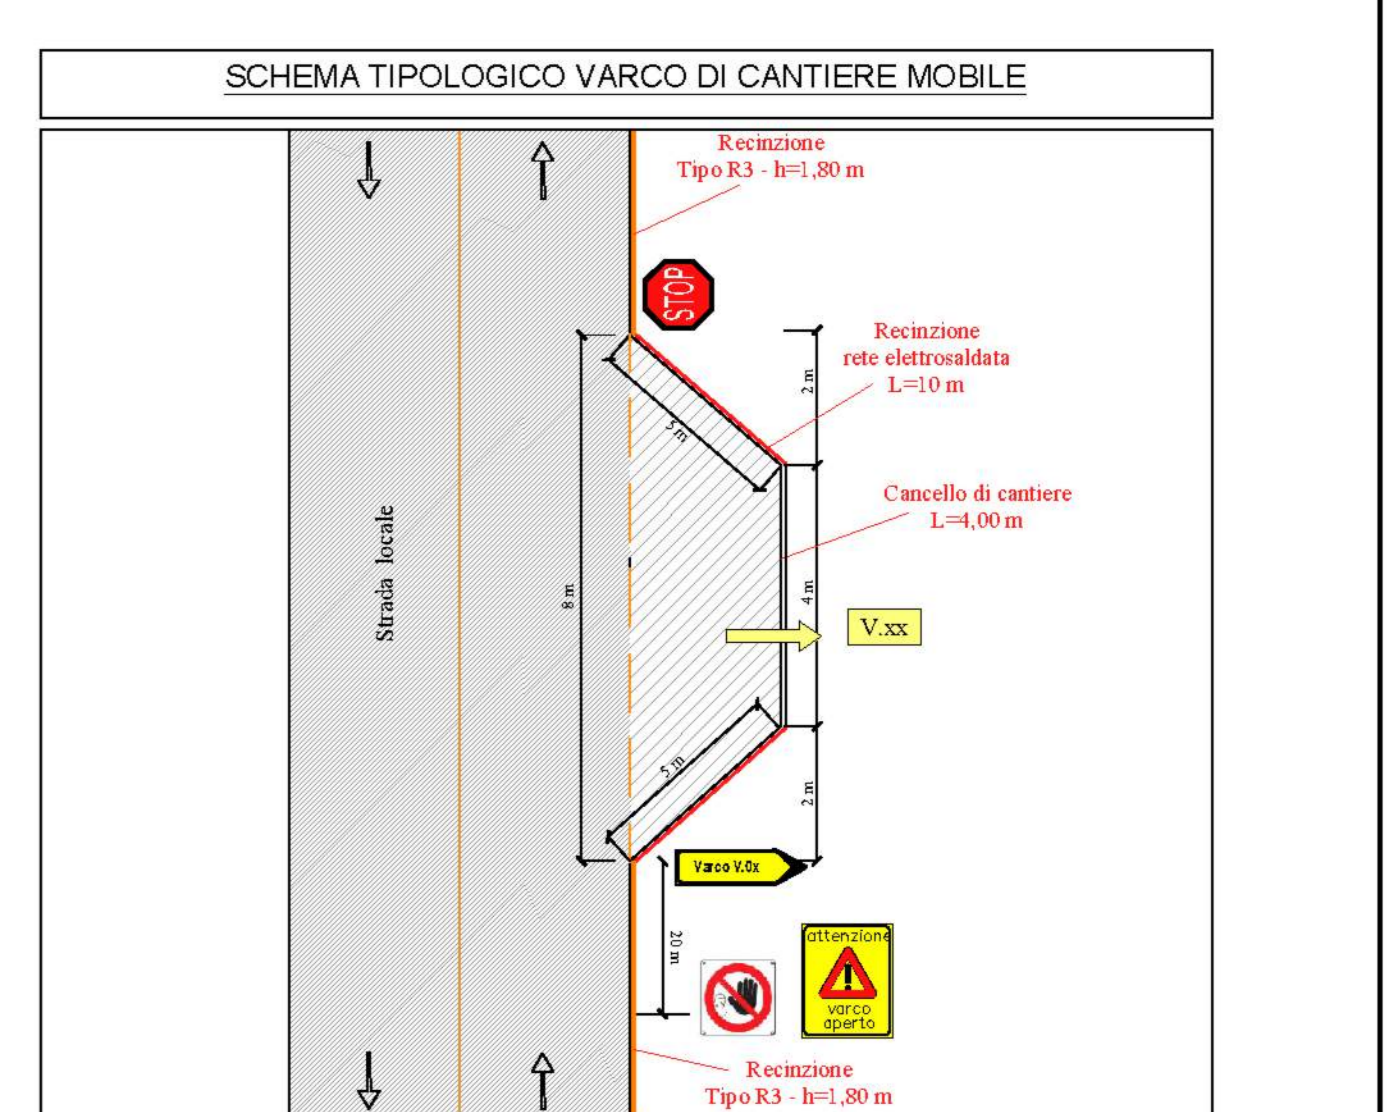 SCHEMA TIPOLOGICO VARCO DI CANTIERE MOBILE
Recinzione
Tipo R3 - h=1,80 m
STOP
Recinzione
rete elettrosaldata
L=10 m
2 m
5 m
Cancello di cantiere
L=4,00 m
Strada locale
8 m
4 m
V.xx
5 m
2 m
Varco V.0x
20 m
attenzione
varco
aperto
Recinzione
Tipo R3 - h=1,80 m